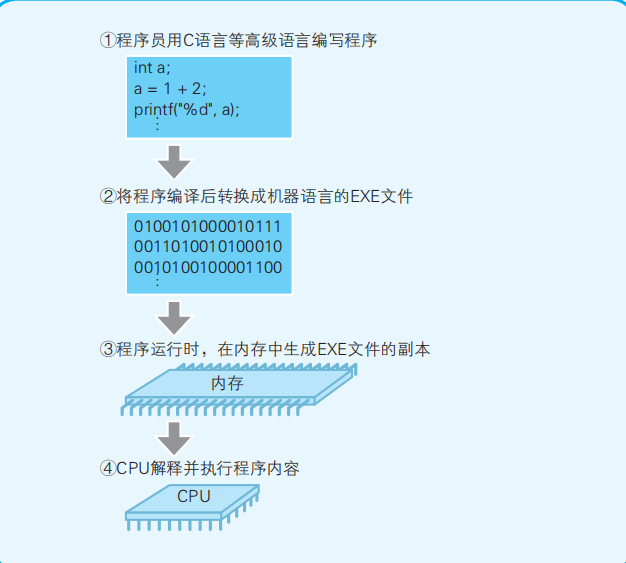 ①程序员用C语言等高级语言编写程序
int a;
a = 1 + 2;
printf("%d", a);
⋮
②将程序编译后转换成机器语言的EXE文件
0100101000010111
0011010010100010
0010100100001100
⋮
③程序运行时，在内存中生成EXE文件的副本
内存
④CPU解释并执行程序内容
CPU